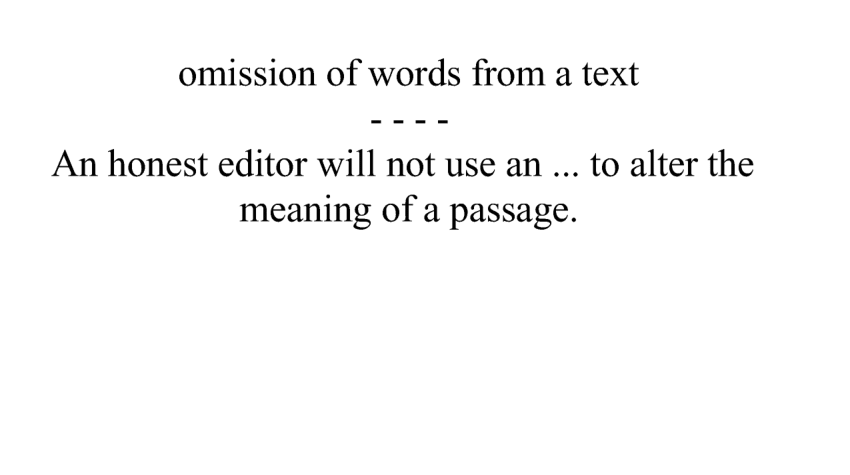 omission of words from a text
- - - -
An honest editor will not use an ... to alter the
meaning of a passage.